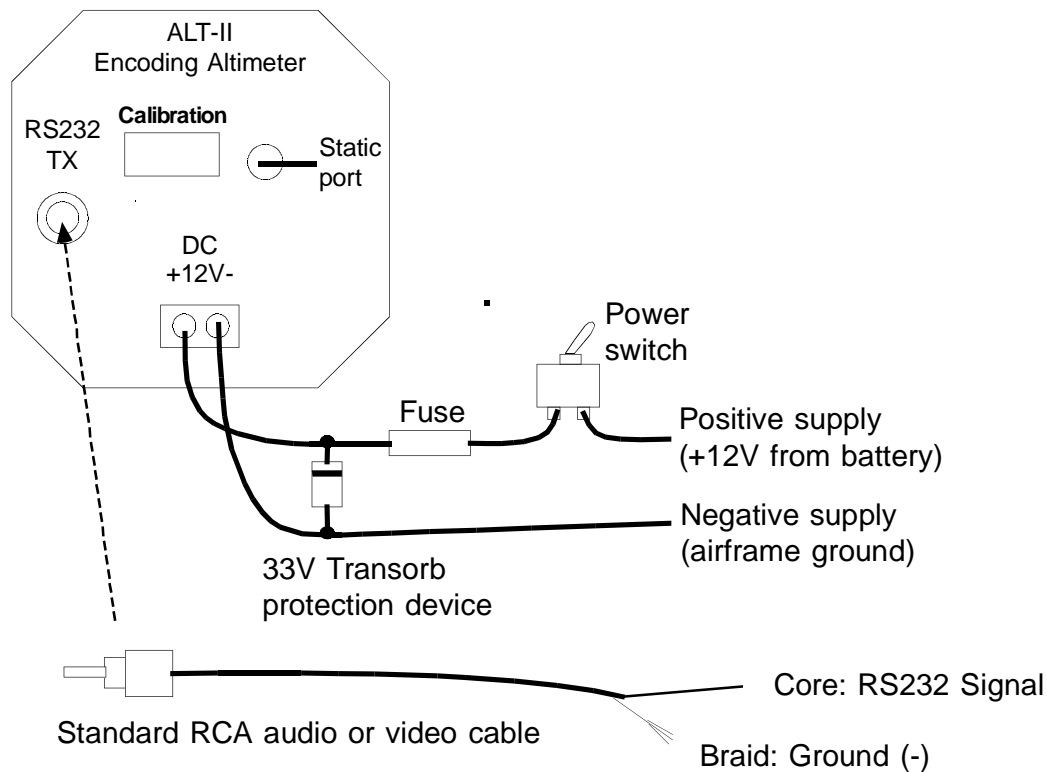 ALT-II
Encoding Altimeter
Calibration
RS232
TX
Static
port
DC
+12V-
Power
switch
Fuse
Positive supply
(+12V from battery)
Negative supply
(airframe ground)
33V Transorb
protection device
Core: RS232 Signal
Standard RCA audio or video cable
Braid: Ground (-)